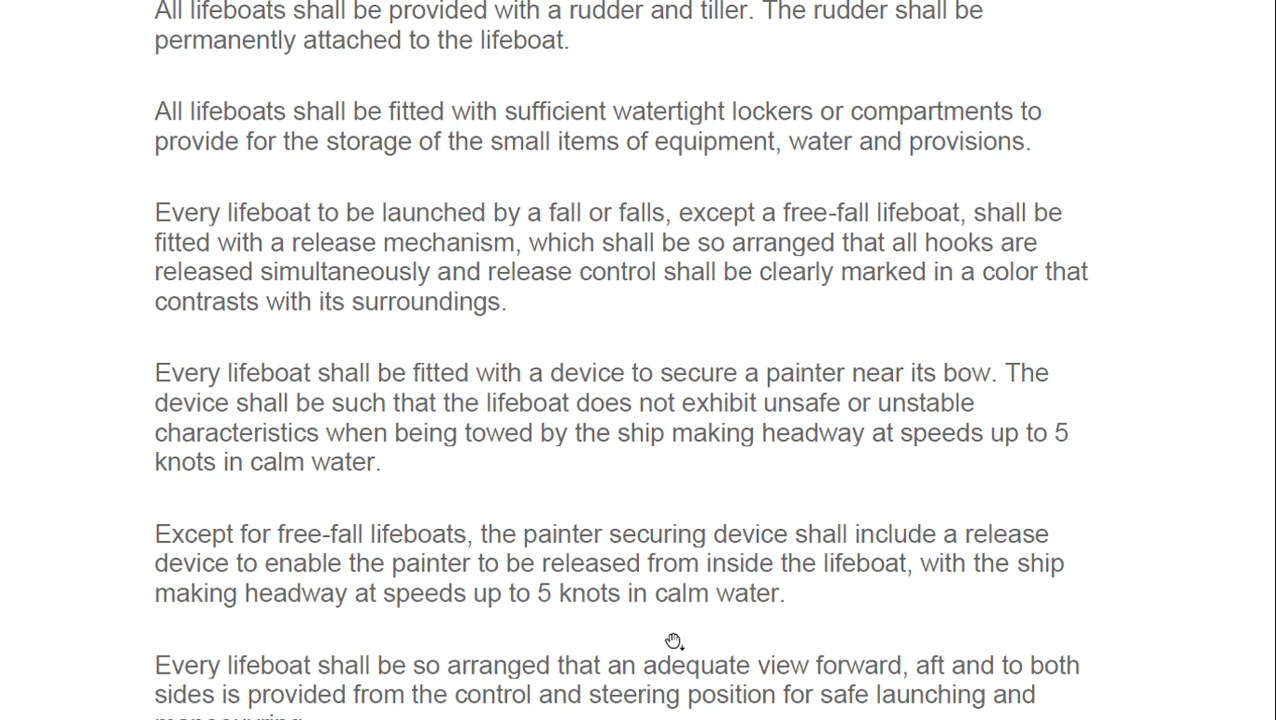 All lifeboats shall be provided with a rudder and tiller. The rudder shall be
permanently attached to the lifeboat.
All lifeboats shall be fitted with sufficient watertight lockers or compartments to
provide for the storage of the small items of equipment, water and provisions.
Every lifeboat to be launched by a fall or falls, except a free-fall lifeboat, shall be
fitted with a release mechanism, which shall be so arranged that all hooks are
released simultaneously and release control shall be clearly marked in a color that
contrasts with its surroundings.
Every lifeboat shall be fitted with a device to secure a painter near its bow. The
device shall be such that the lifeboat does not exhibit unsafe or unstable
characteristics when being towed by the ship making headway at speeds up to 5
knots in calm water.
Except for free-fall lifeboats, the painter securing device shall include a release
device to enable the painter to be released from inside the lifeboat, with the ship
making headway at speeds up to 5 knots in calm water.
Every lifeboat shall be so arranged that an adequate view forward, aft and to both
sides is provided from the control and steering position for safe launching and